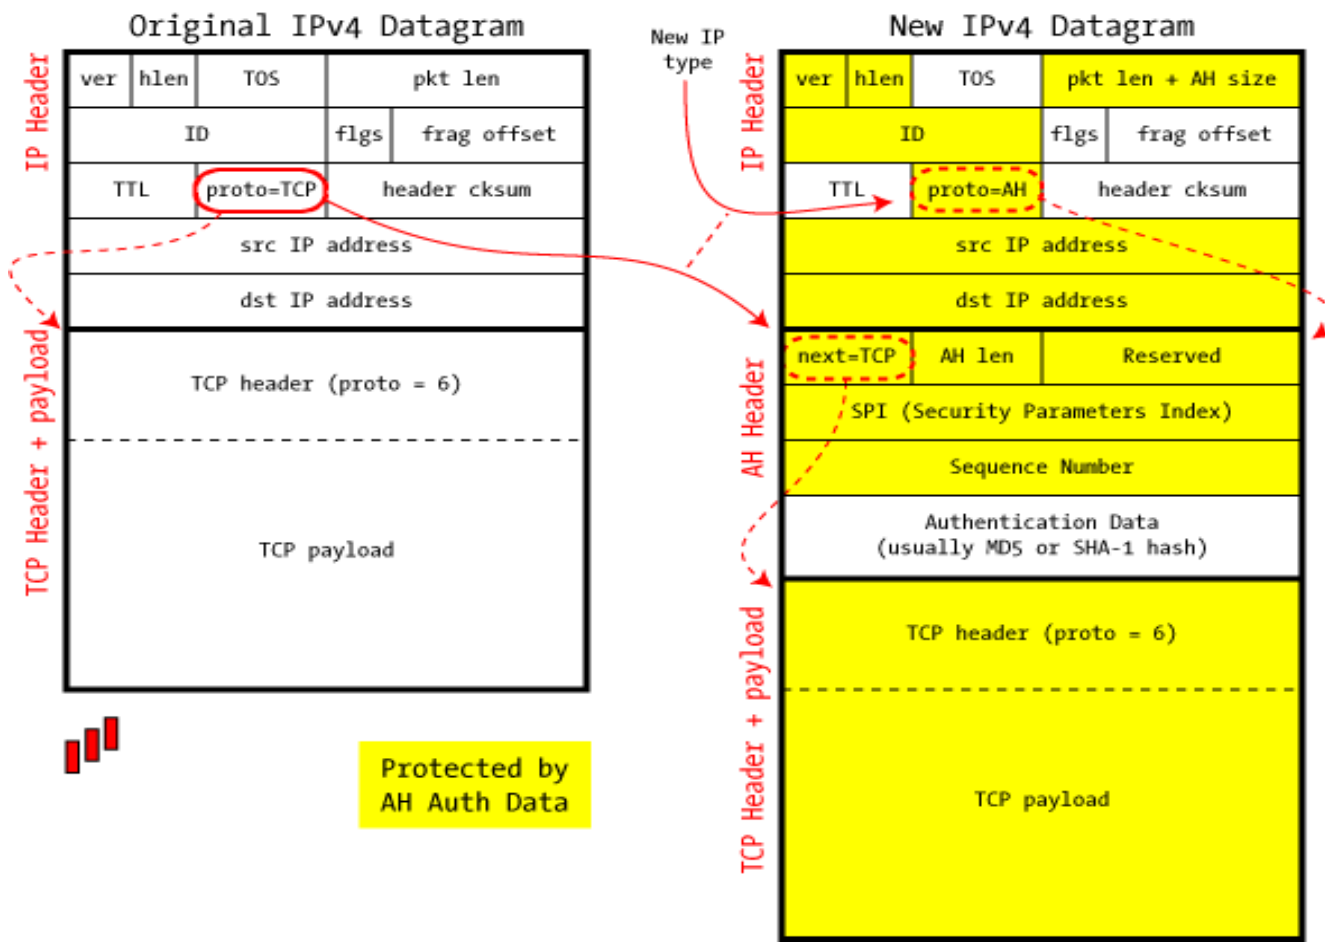 Original IPv4 Datagram
IP Header
ver hlen TOS pkt len
ID flgs frag offset
TTL proto=TCP header cksum
src IP address
dst IP address
TCP Header + payload
TCP header (proto = 6)
TCP payload
Protected by
AH Auth Data
New IP
type
New IPv4 Datagram
IP Header
ver hlen TOS pkt len + AH size
ID flgs frag offset
TTL proto=AH header cksum
src IP address
dst IP address
AH Header
next=TCP AH len Reserved
SPI (Security Parameters Index)
Sequence Number
Authentication Data
(usually MD5 or SHA-1 hash)
TCP Header + payload
TCP header (proto = 6)
TCP payload